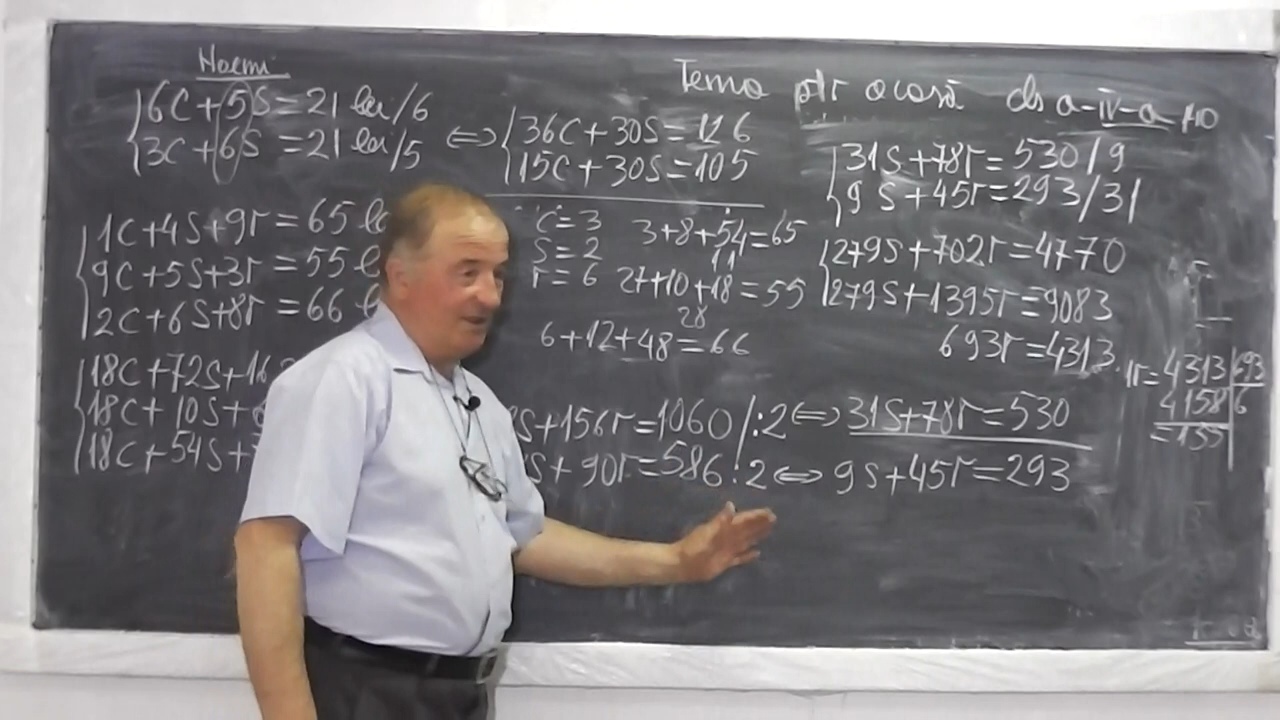 Noemi
6C+5S=21 lei/6
3C+6S=21 lei/5
⇔
36C+30S=126
15C+30S=105
1C+4S+9r=65 le
9C+5S+3r=55 l
2C+6S+8r=66 l
18C+72S+16
18C+10S+
18C+54S+
C=3
S=2
r=6
3+8+54=65
11
27+10+18=55
28
6+12+48=66
S+156r=1060/:2⇔31S+78r=530
S+90r=586:2⇔9S+45r=293
Tema ptr acasă cls a-IV-a
31S+78r=530/9
9S+45r=293/31
279S+702r=4770
279S+1395r=9083
693r=4313
r=4313 693
4158 6
=155